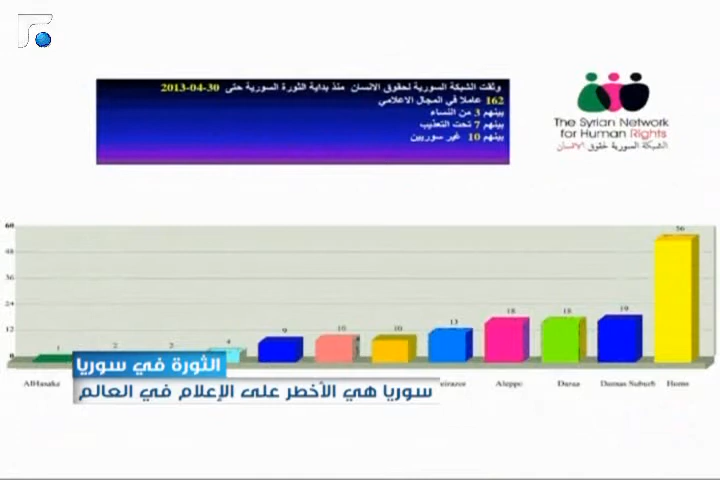 وثقت الشبكة السورية لحقوق الانسان منذ بداية الثورة السورية حتى 30-04-2013
162 عاملا في المجال الاعلامي
بينهم 3 من النساء
بينهم 7 تحت التعذيب
بينهم 10 غير سوريين
The Syrian Network
for Human Rights
الشبكة السورية لحقوق الإنسان
60
48
36
24
12
0
1 2 2 4 9 10 10 13 18 18 19 56
الثورة في سوريا
سوريا هي الأخطر على الإعلام في العالم
AlHasaka Aleppo Daraa Damas Suburb Homs